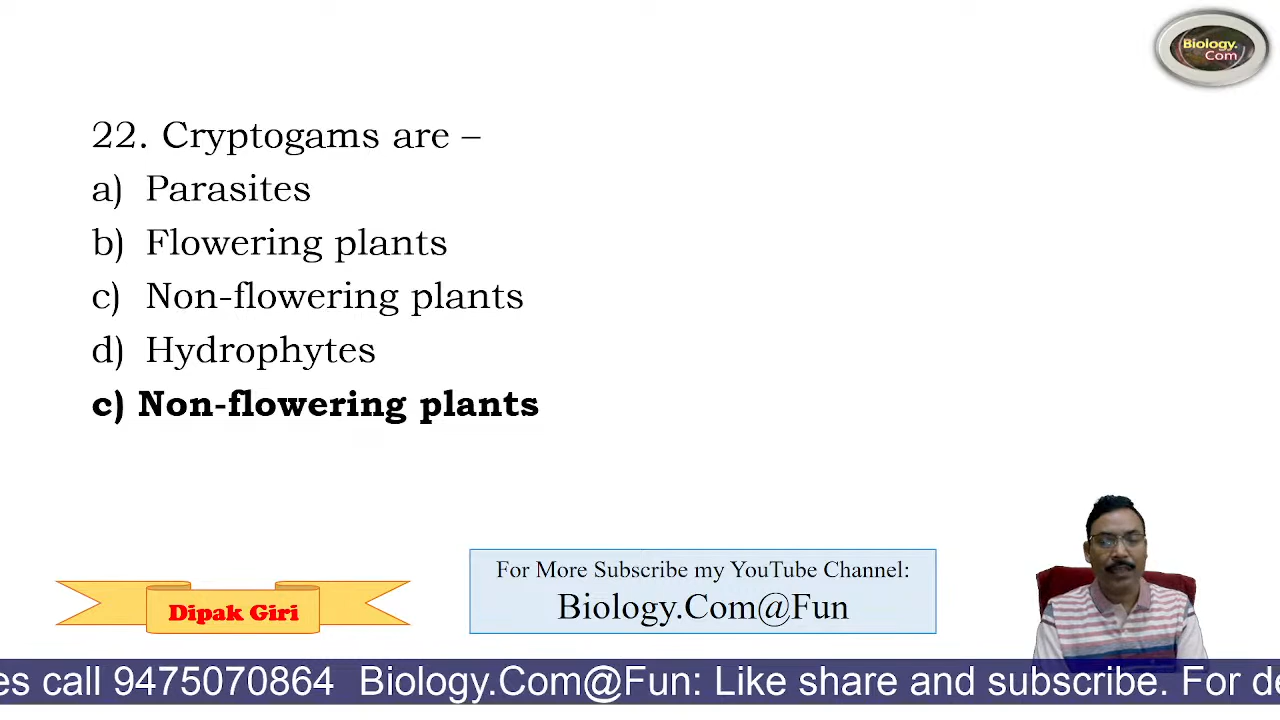 Biology.
Com
22. Cryptogams are –
a) Parasites
b) Flowering plants
c) Non-flowering plants
d) Hydrophytes
c) Non-flowering plants
For More Subscribe my YouTube Channel:
Biology.Com@Fun
Dipak Giri
es call 9475070864 Biology.Com@Fun: Like share and subscribe. For de